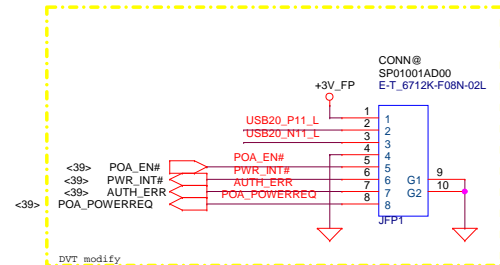 CONN@
SP01001AD00
E-T_6712K-F08N-02L
+3V_FP
USB20_P11_L
USB20_N11_L
POA_EN#
PWR_INT#
AUTH_ERR
POA_POWERREQ
<39> POA_EN#
<39> PWR_INT#
<39> AUTH_ERR
<39> POA_POWERREQ
1
2
3
4
5
6
7
8
1
2
3
4
5
6
7
8
G1
G2
9
10
JFP1
DVT modify